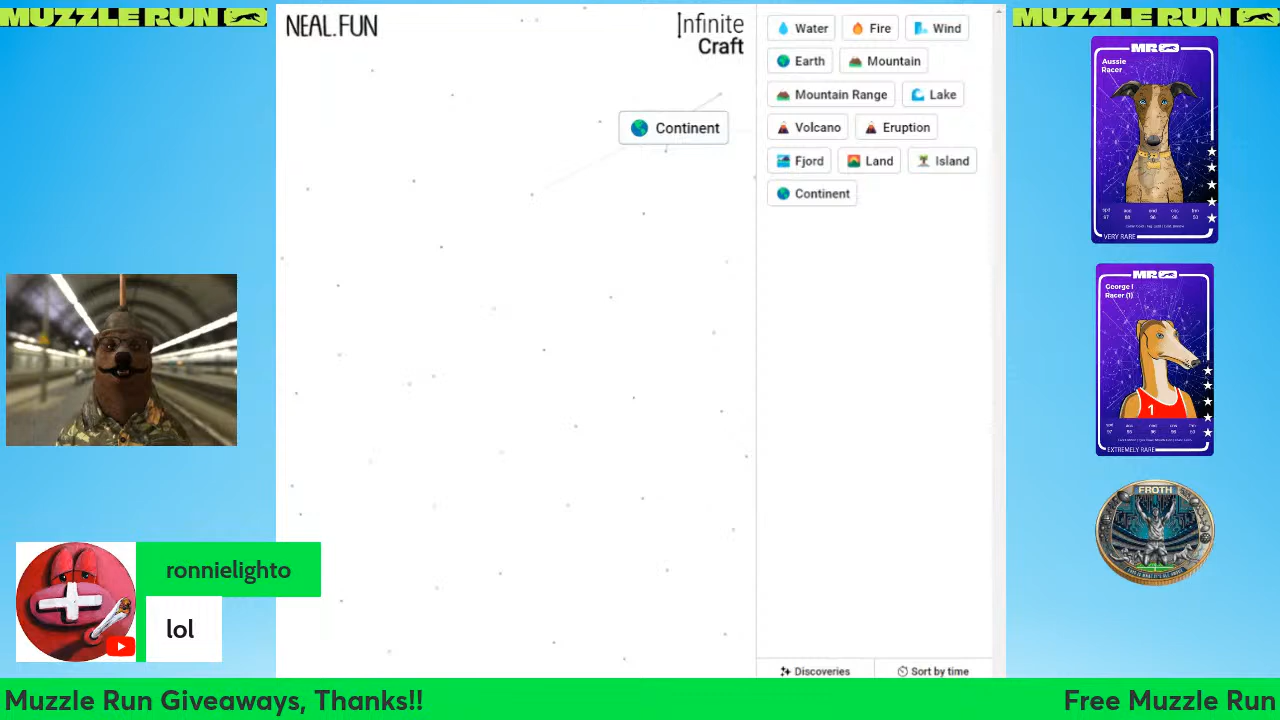 MUZZLE RUN
MUZZLE RUN
NEAL.FUN
Infinite
Craft
Continent
Water
Fire
Wind
Earth
Mountain
Mountain Range
Lake
Volcano
Eruption
Fjord
Land
Island
Continent
Discoveries
Sort by time
MR
Aussie
Racer
VERY RARE
MR
George I
Racer (1)
1
EXTREMELY RARE
FROTH
ronnielighto
lol
Muzzle Run Giveaways, Thanks!!
Free Muzzle Run